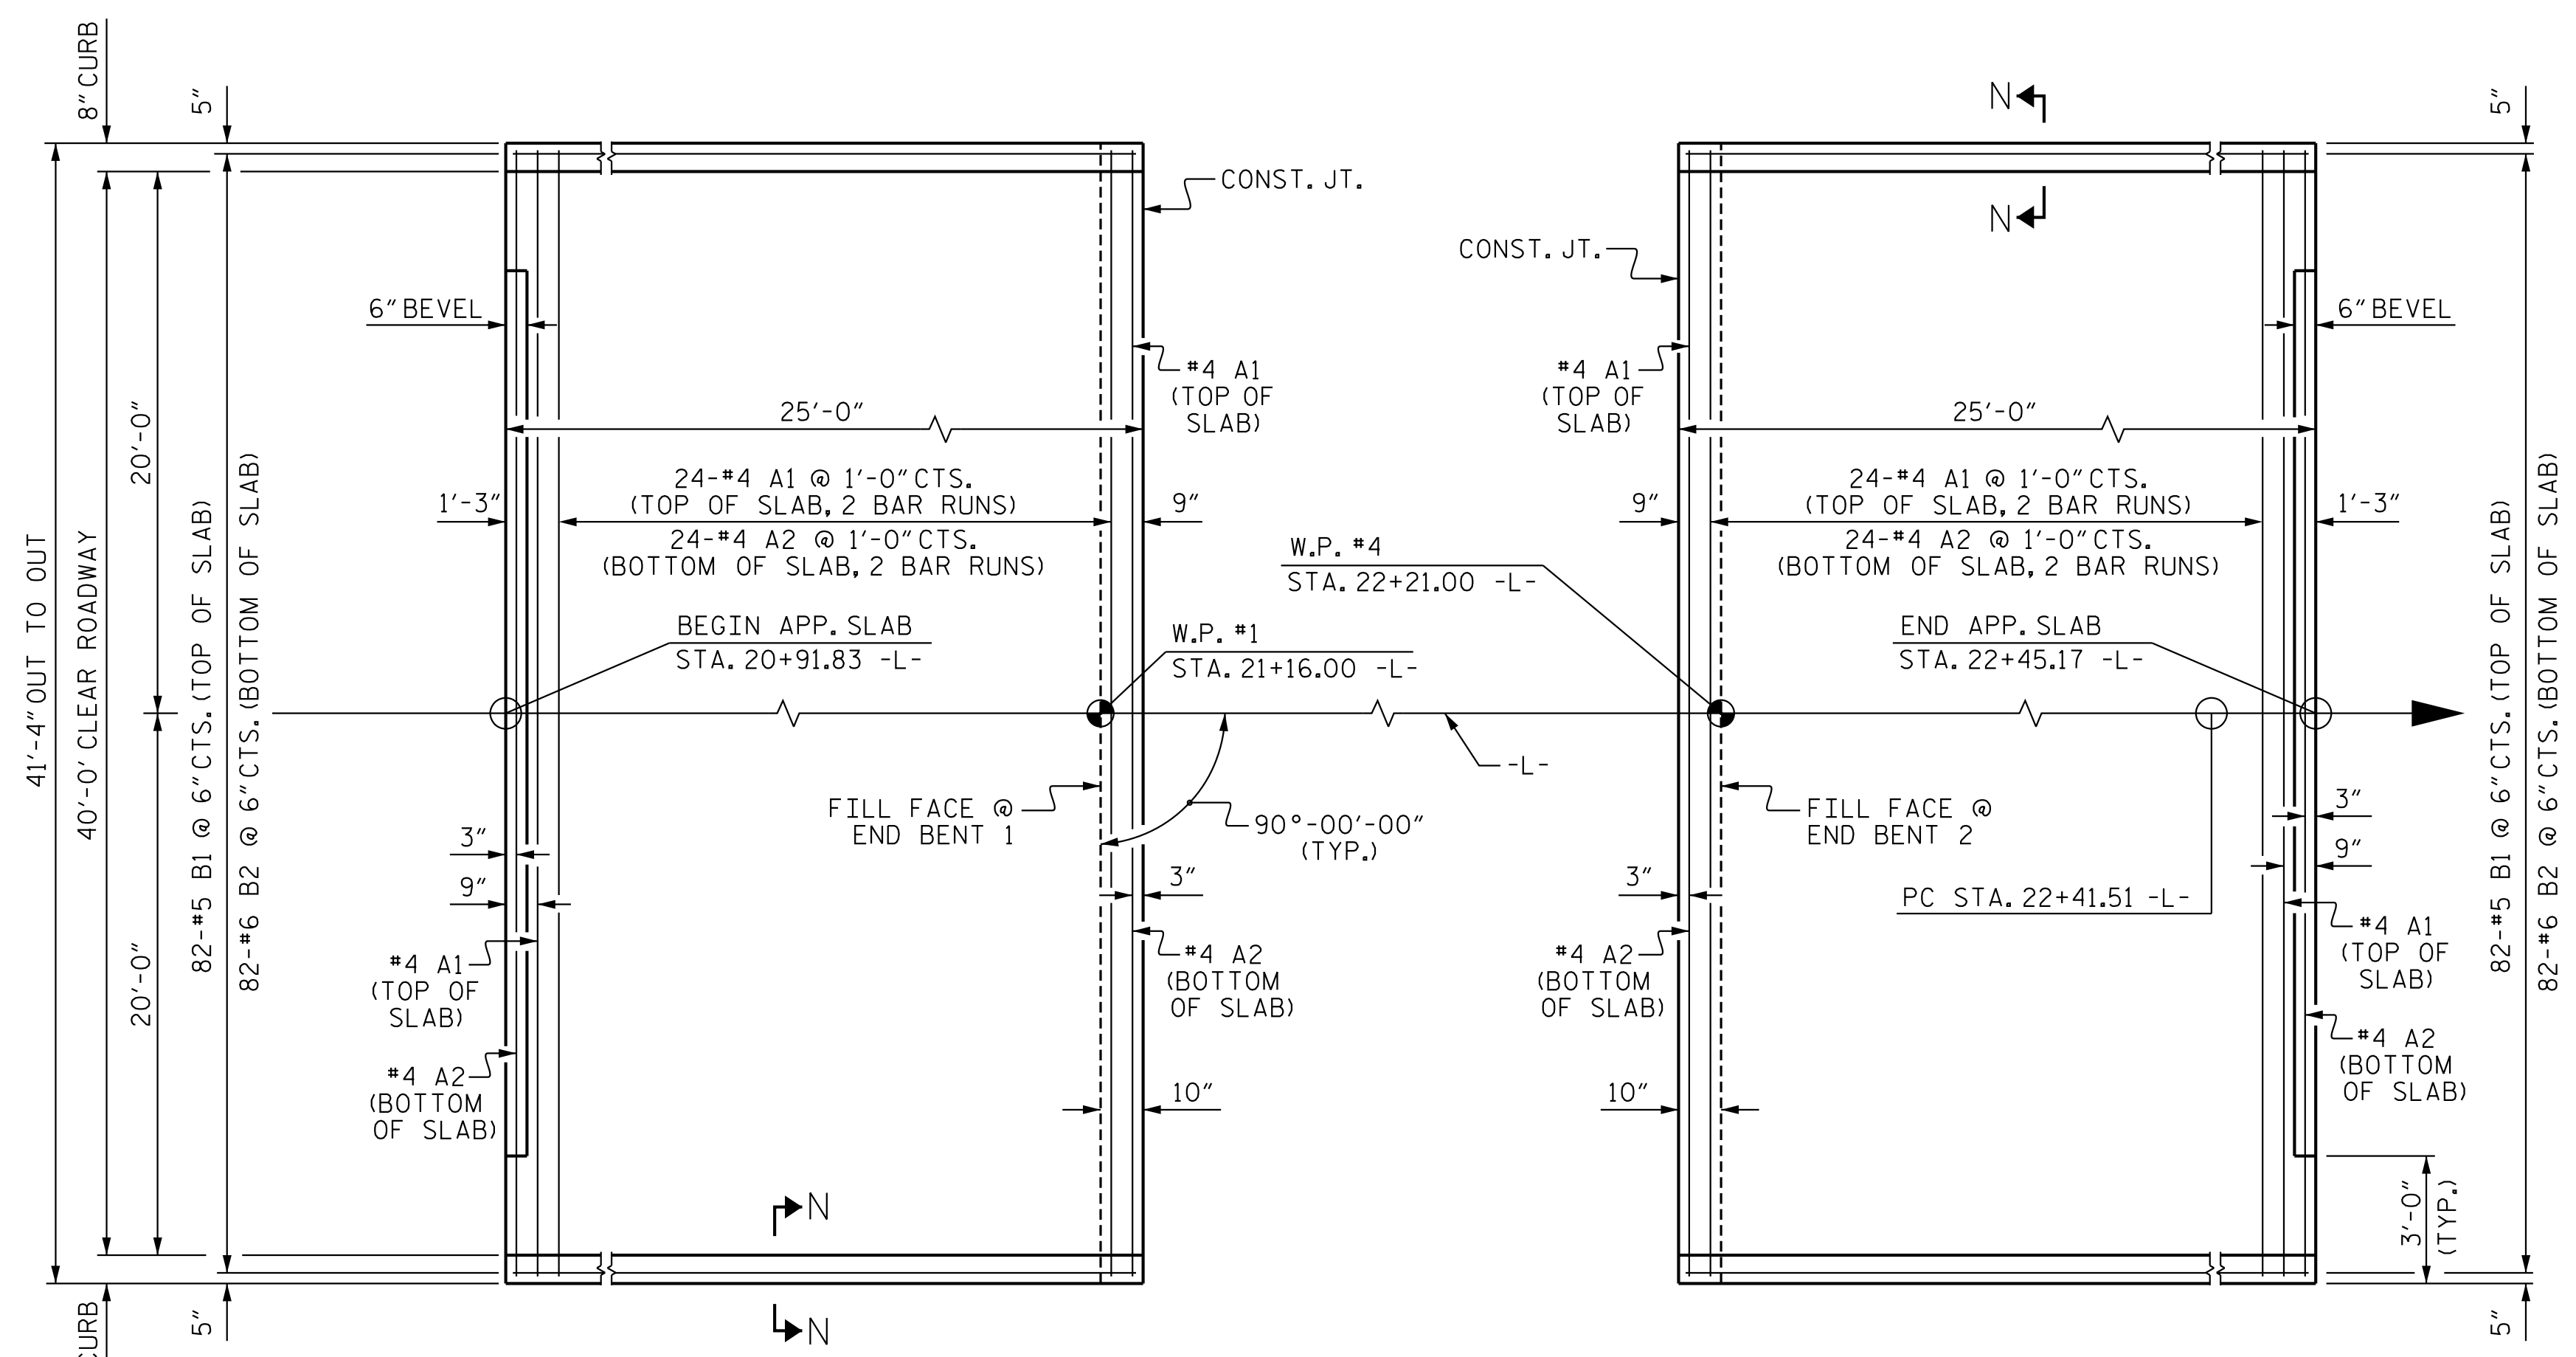 8" CURB
5"
41'-4" OUT TO OUT
40'-0' CLEAR ROADWAY
20'-0"
20'-0"
82-#5 B1 @ 6" CTS. (TOP OF SLAB)
82-#6 B2 @ 6" CTS. (BOTTOM OF SLAB)
CURB
5"
6" BEVEL
25'-0"
1'-3"
24-#4 A1 @ 1'-0" CTS.
(TOP OF SLAB, 2 BAR RUNS)
24-#4 A2 @ 1'-0" CTS.
(BOTTOM OF SLAB, 2 BAR RUNS)
9"
BEGIN APP. SLAB
STA. 20+91.83 -L-
3"
9"
#4 A1
(TOP OF
SLAB)
#4 A2
(BOTTOM
OF SLAB)
FILL FACE @
END BENT 1
N
N
CONST. JT.
#4 A1
(TOP OF
SLAB)
W.P. #1
STA. 21+16.00 -L-
90°-00'-00"
(TYP.)
3"
#4 A2
(BOTTOM
OF SLAB)
10"
-L-
W.P. #4
STA. 22+21.00 -L-
CONST. JT.
#4 A1
(TOP OF
SLAB)
9"
3"
#4 A2
(BOTTOM
OF SLAB)
10"
N
N
25'-0"
24-#4 A1 @ 1'-0" CTS.
(TOP OF SLAB, 2 BAR RUNS)
24-#4 A2 @ 1'-0" CTS.
(BOTTOM OF SLAB, 2 BAR RUNS)
END APP. SLAB
STA. 22+45.17 -L-
FILL FACE @
END BENT 2
PC STA. 22+41.51 -L-
5"
6" BEVEL
1'-3"
3"
9"
#4 A1
(TOP OF
SLAB)
#4 A2
(BOTTOM
OF SLAB)
3'-0"
(TYP.)
82-#5 B1 @ 6" CTS. (TOP OF SLAB)
82-#6 B2 @ 6" CTS. (BOTTOM OF SLAB)
5"